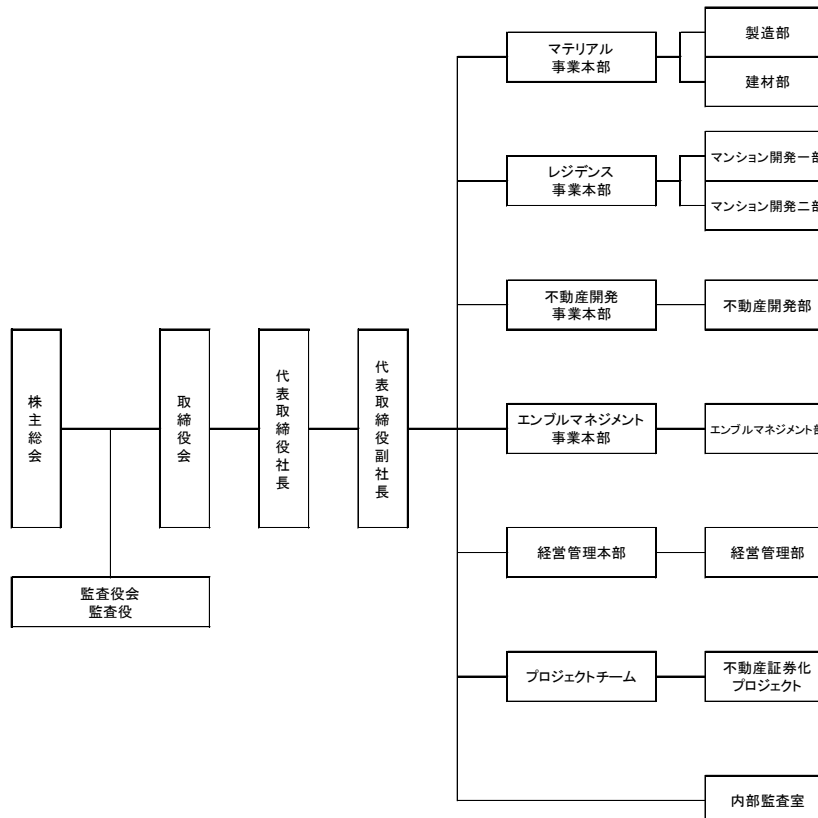 マテリアル
事業本部
製造部
建材部
レジデンス
事業本部
マンション開発一部
マンション開発二部
不動産開発
事業本部
不動産開発部
株主総会
取締役会
代表取締役社長
代表取締役副社長
エンブルマネジメント
事業本部
エンブルマネジメント部
監査役会
監査役
経営管理本部
経営管理部
プロジェクトチーム
不動産証券化
プロジェクト
内部監査室